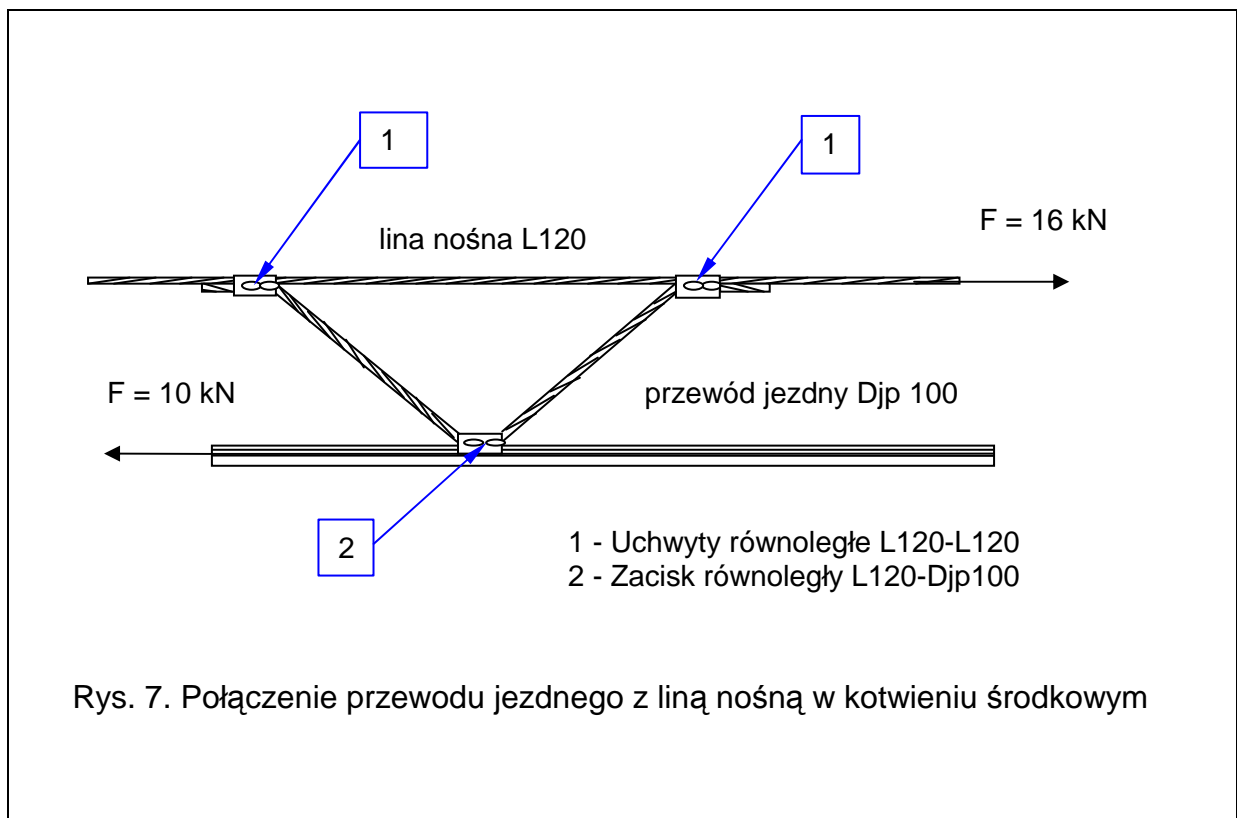 1
1
F = 16 kN
lina nośna L120
F = 10 kN
przewód jezdny Djp 100
2
1 - Uchwyty równoległe L120-L120
2 - Zacisk równoległy L120-Djp100
Rys. 7. Połączenie przewodu jezdnego z liną nośną w kotwieniu środkowym